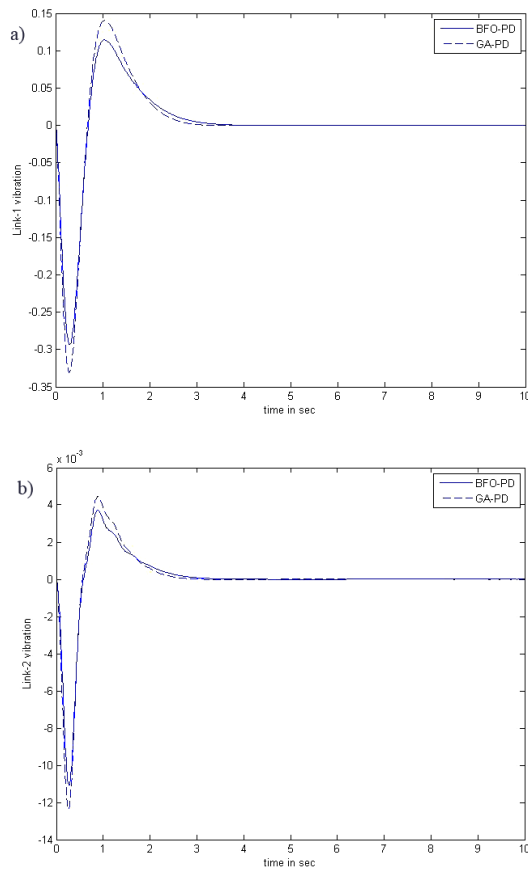 a)
0.15
0.1
0.05
0
-0.05
-0.1
-0.15
-0.2
-0.25
-0.3
-0.35
Link-1 vibration
BFO-PD
GA-PD
0 1 2 3 4 5 6 7 8 9 10
time in sec
b)
x 10-3
6
4
2
0
-2
-4
-6
-8
-10
-12
-14
Link-2 vibration
BFO-PD
GA-PD
0 1 2 3 4 5 6 7 8 9 10
time in sec